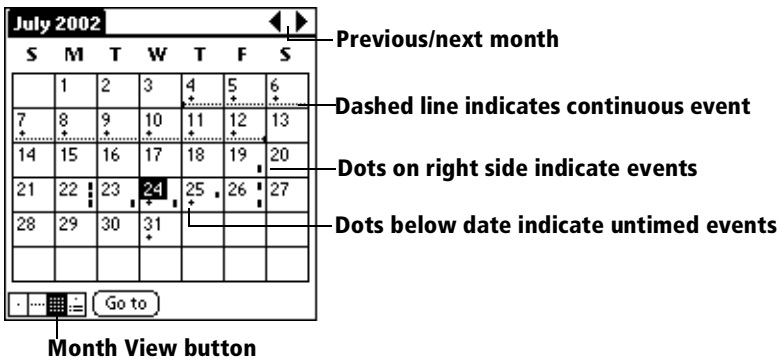 July 2002
S M T W T F S
1 2 3 4 5 6
7 8 9 10 11 12 13
14 15 16 17 18 19 20
21 22 23 24 25 26 27
28 29 30 31
Go to
Previous/next month
Dashed line indicates continuous event
Dots on right side indicate events
Dots below date indicate untimed events
Month View button